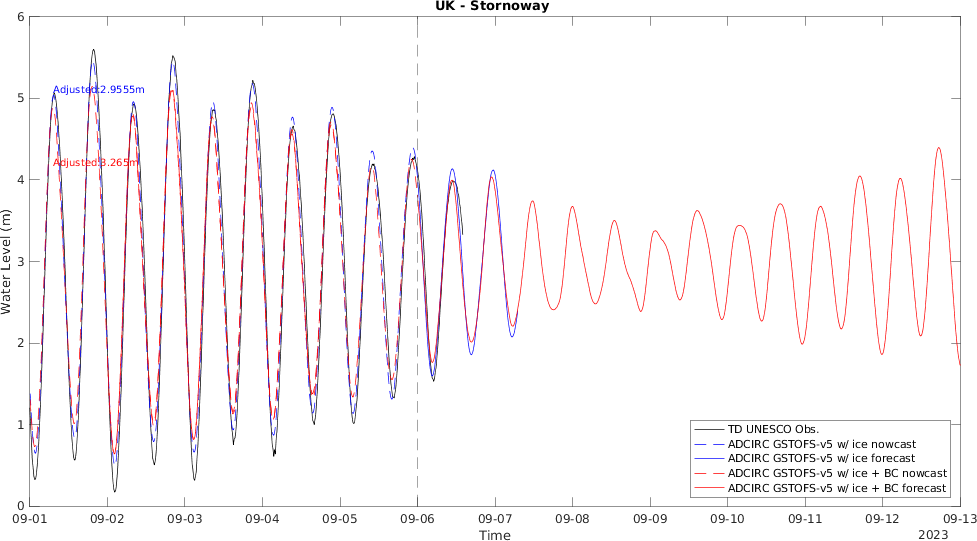 UK - Stornoway
6
5
4
3
2
1
0
Water Level (m)
Adjusted:2.9555m
Adjusted:3.265m
TD UNESCO Obs.
ADCIRC GSTOFS-v5 w/ ice nowcast
ADCIRC GSTOFS-v5 w/ ice forecast
ADCIRC GSTOFS-v5 w/ ice + BC nowcast
ADCIRC GSTOFS-v5 w/ ice + BC forecast
09-01 09-02 09-03 09-04 09-05 09-06 09-07 09-08 09-09 09-10 09-11 09-12 09-13
Time
2023